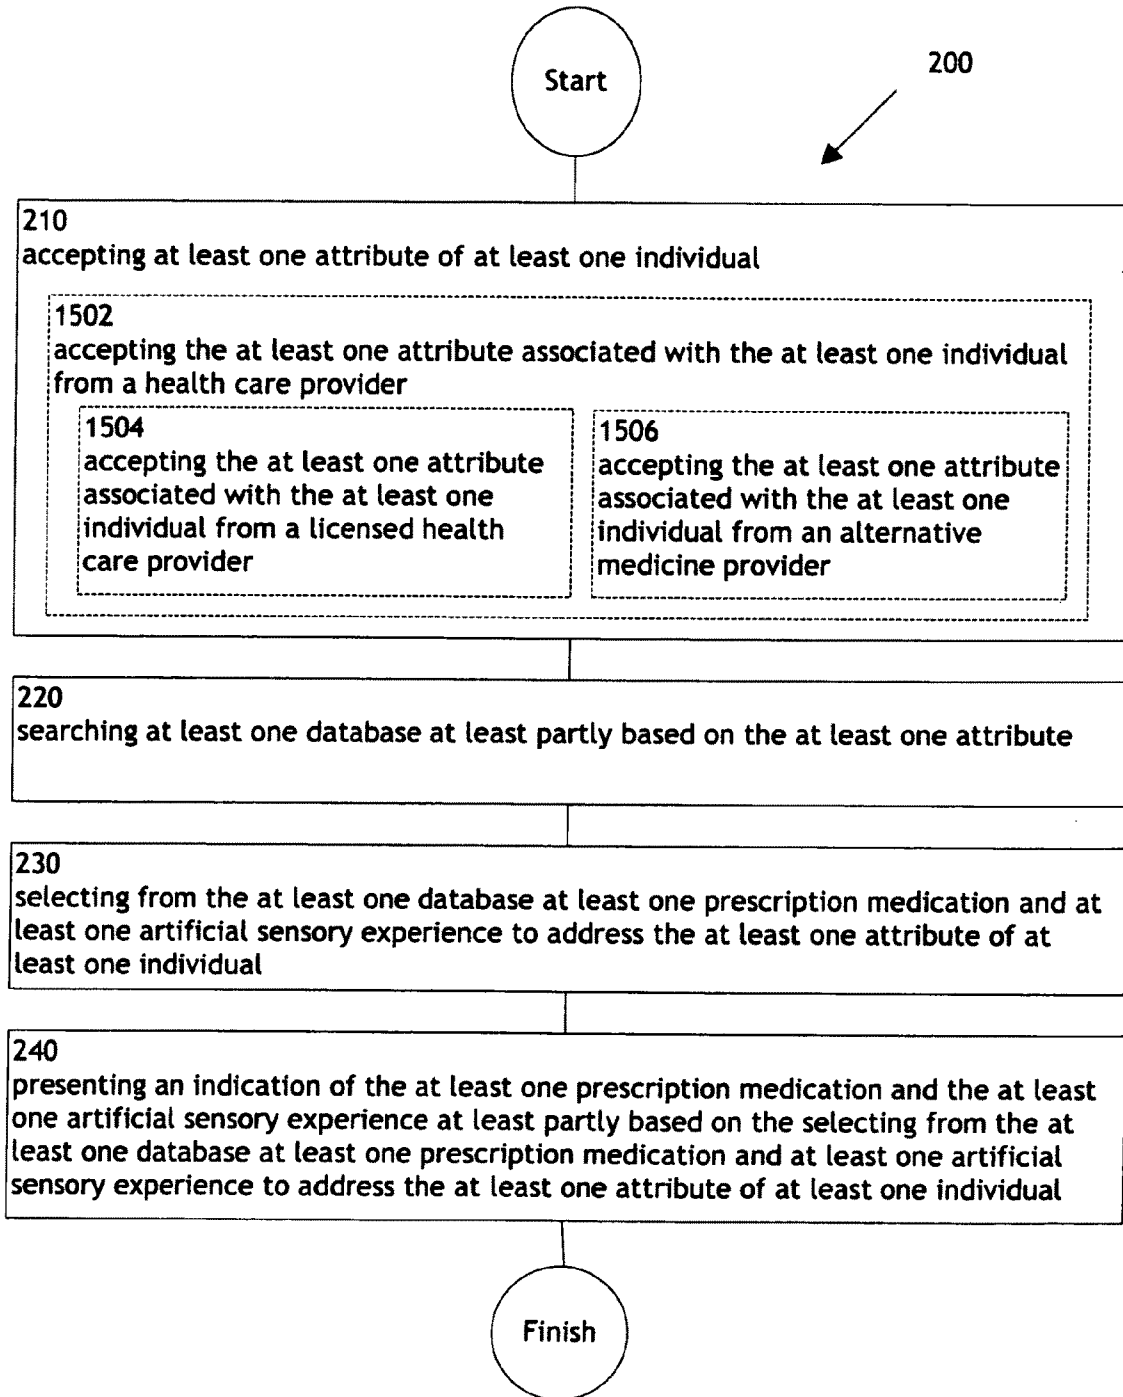 Start
200
210
accepting at least one attribute of at least one individual
1502
accepting the at least one attribute associated with the at least one individual
from a health care provider
1504
accepting the at least one attribute
associated with the at least one
individual from a licensed health
care provider
1506
accepting the at least one attribute
associated with the at least one
individual from an alternative
medicine provider
220
searching at least one database at least partly based on the at least one attribute
230
selecting from the at least one database at least one prescription medication and at
least one artificial sensory experience to address the at least one attribute of at
least one individual
240
presenting an indication of the at least one prescription medication and the at least
one artificial sensory experience at least partly based on the selecting from the at
least one database at least one prescription medication and at least one artificial
sensory experience to address the at least one attribute of at least one individual
Finish